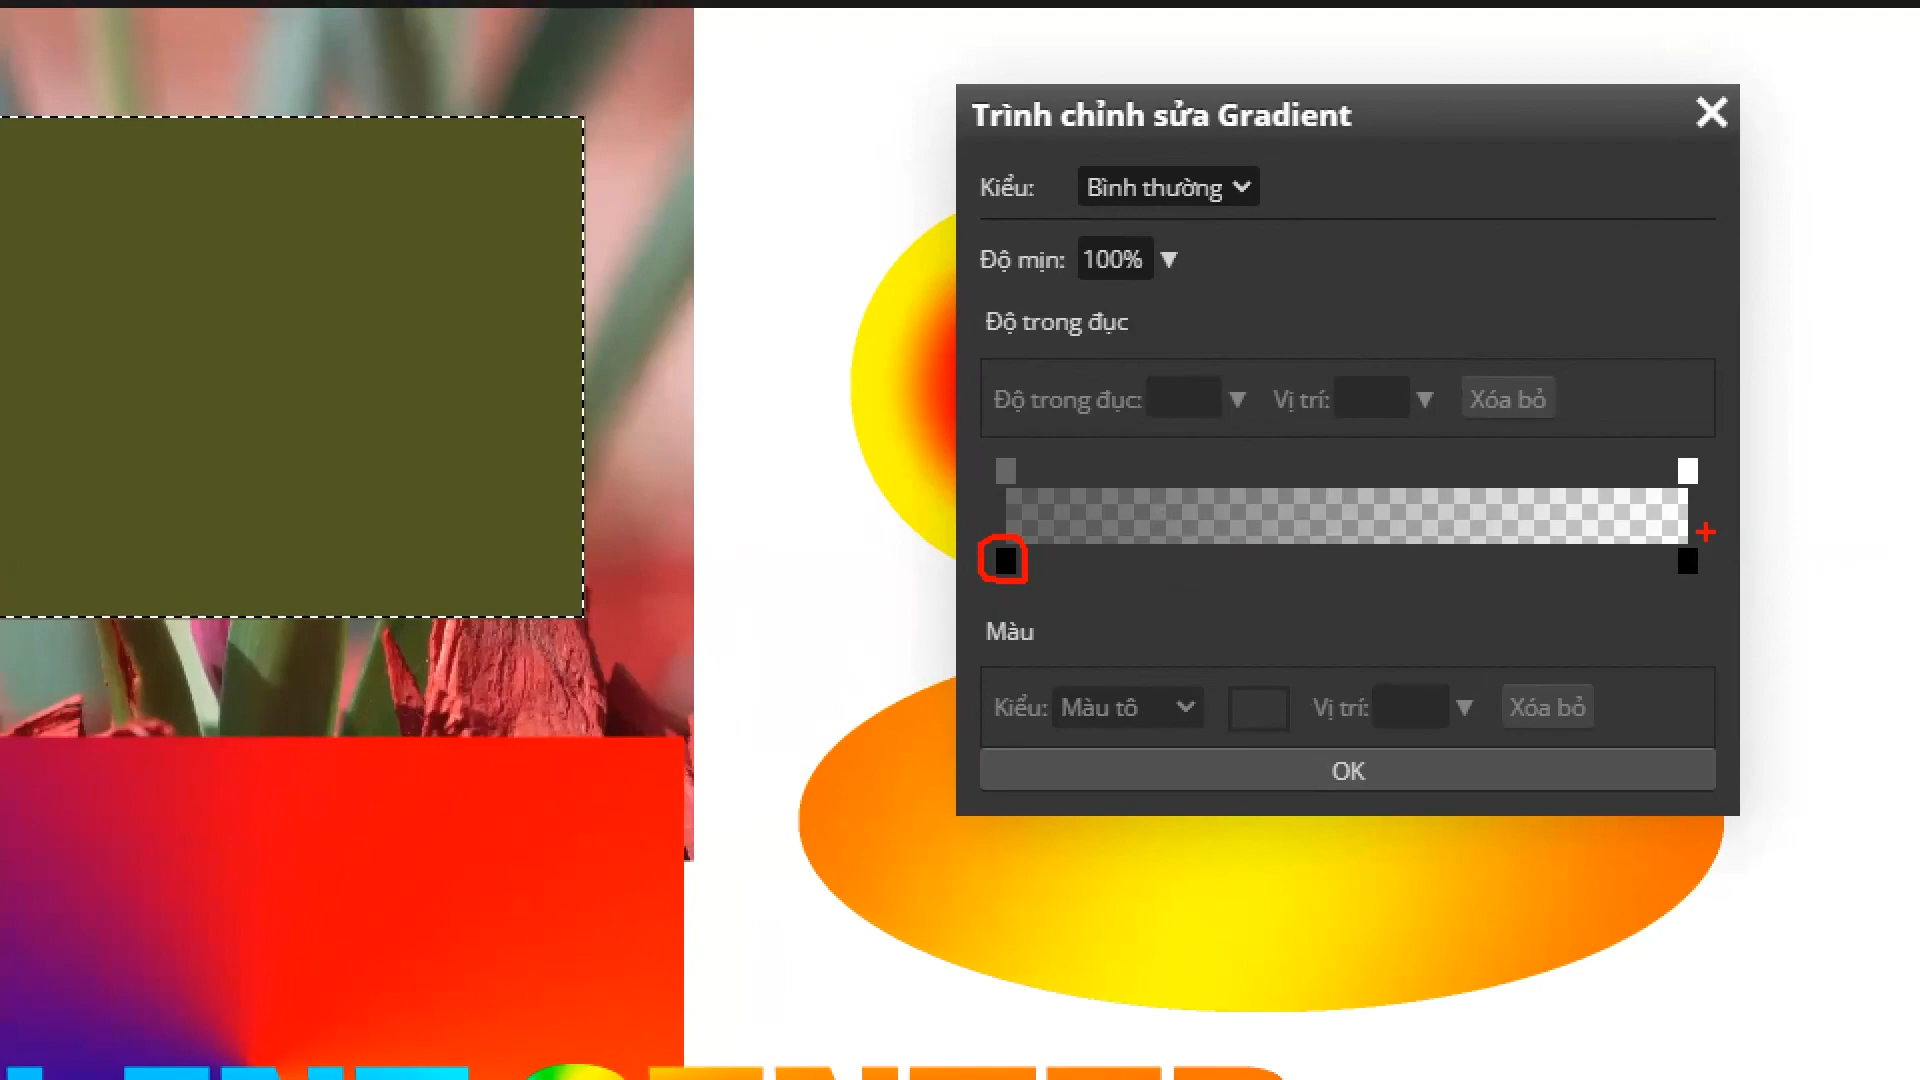 Trình chỉnh sửa Gradient
Kiểu: Bình thường
Độ mịn: 100%
Độ trong đục
Độ trong đục: Vị trí: Xóa bỏ
Màu
Kiểu: Màu tô Vị trí: Xóa bỏ
OK
CENTER